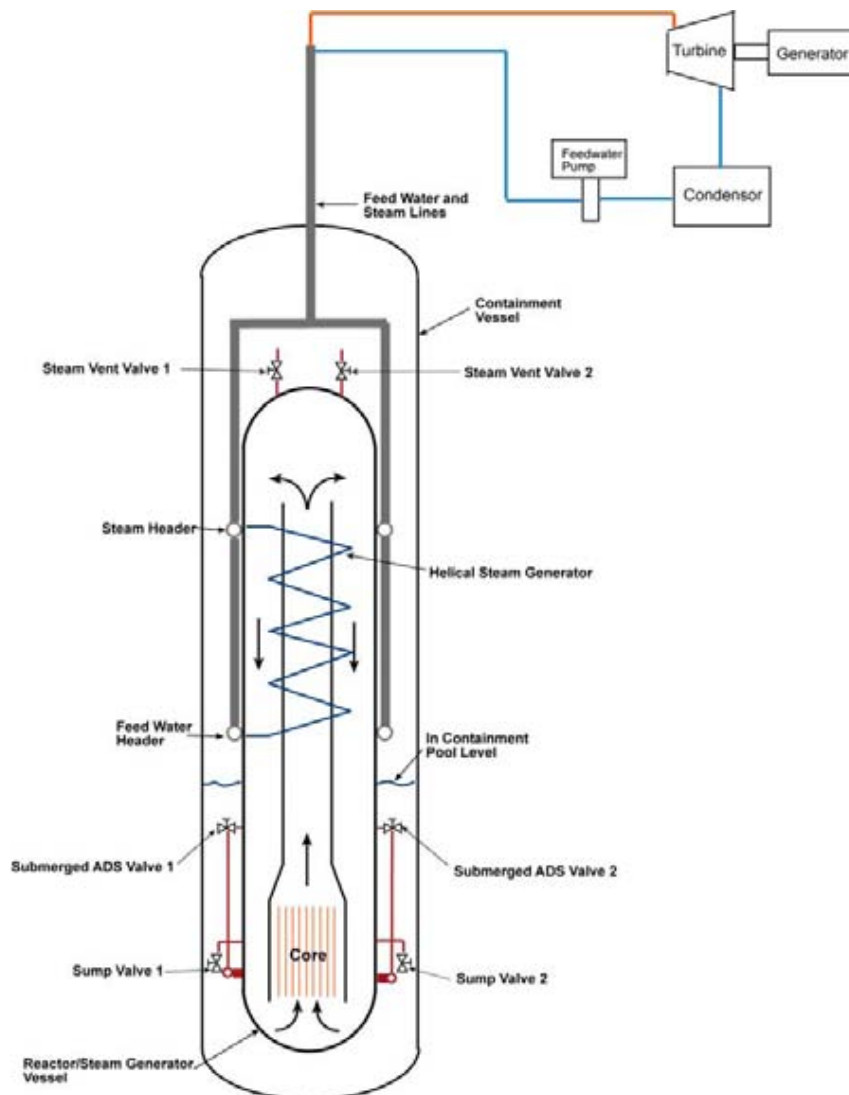 Turbine
Generator
Feedwater
Pump
Condensor
Feed Water and
Steam Lines
Containment
Vessel
Steam Vent Valve 1
Steam Vent Valve 2
Steam Header
Helical Steam Generator
Feed Water
Header
In Containment
Pool Level
Submerged ADS Valve 1
Submerged ADS Valve 2
Core
Sump Valve 1
Sump Valve 2
Reactor/Steam Generator
Vessel